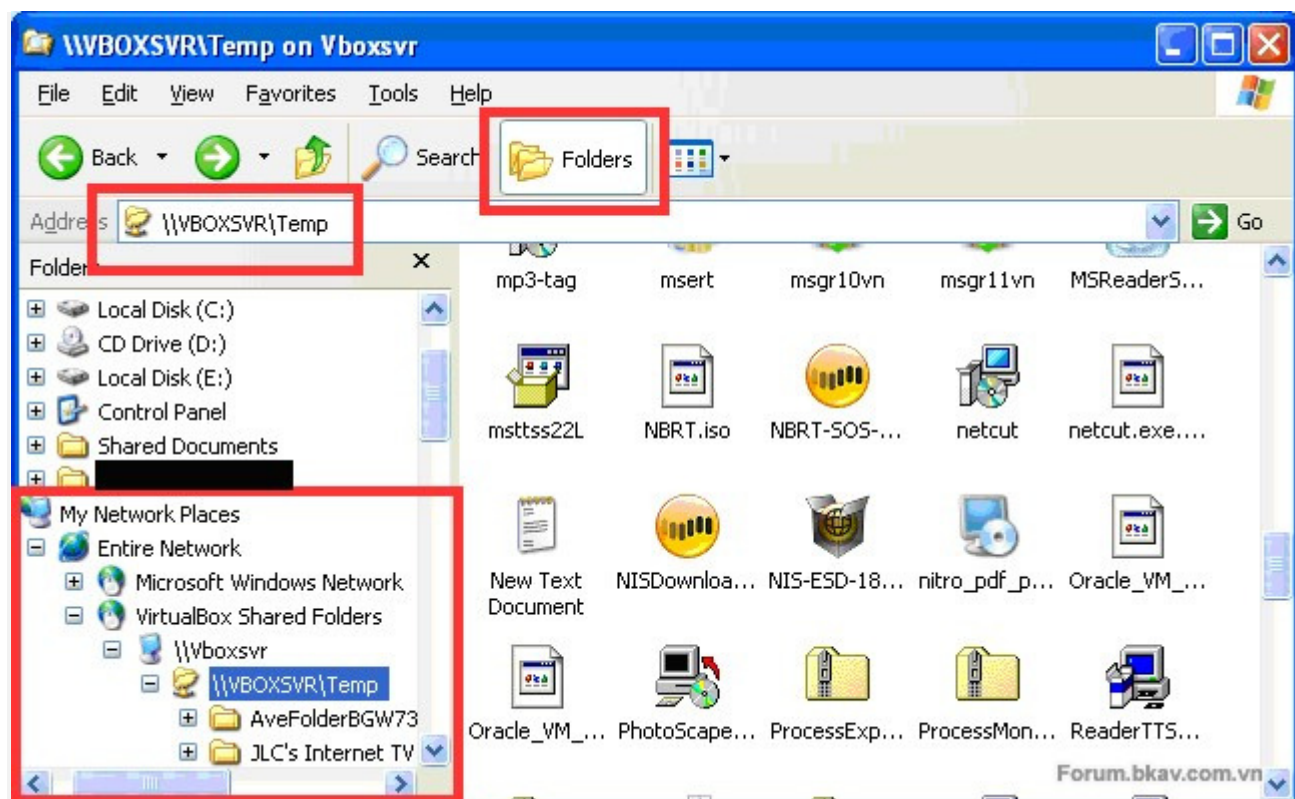 \\VBOXSVR\Temp on Vboxsvr
File Edit View Favorites Tools Help
Back Search Folders
Address \\VBOXSVR\Temp Go
Folders
Local Disk (C:)
CD Drive (D:)
Local Disk (E:)
Control Panel
Shared Documents
My Network Places
Entire Network
Microsoft Windows Network
VirtualBox Shared Folders
\\Vboxsvr
\\VBOXSVR\Temp
AveFolderBGW73
JLC's Internet TV
mp3-tag msert msgr10vn msgr11vn MSReaderS...
msttss22L NBRT.iso NBRT-SOS-... netcut netcut.exe....
New Text NISDownloa... NIS-ESD-18... nitro_pdf_p... Oracle_VM_...
Document
Oracle_VM_... PhotoScape... ProcessExp... ProcessMon... ReaderTTS...
Forum.bkav.com.vn